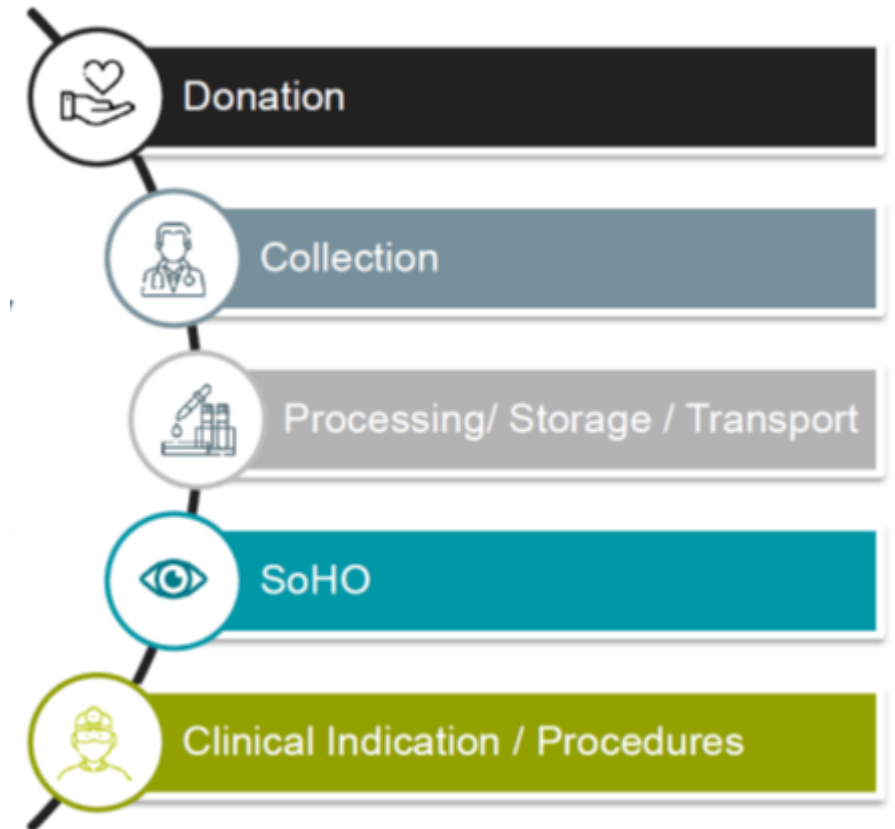 Donation
Collection
Processing/ Storage / Transport
SoHO
Clinical Indication / Procedures